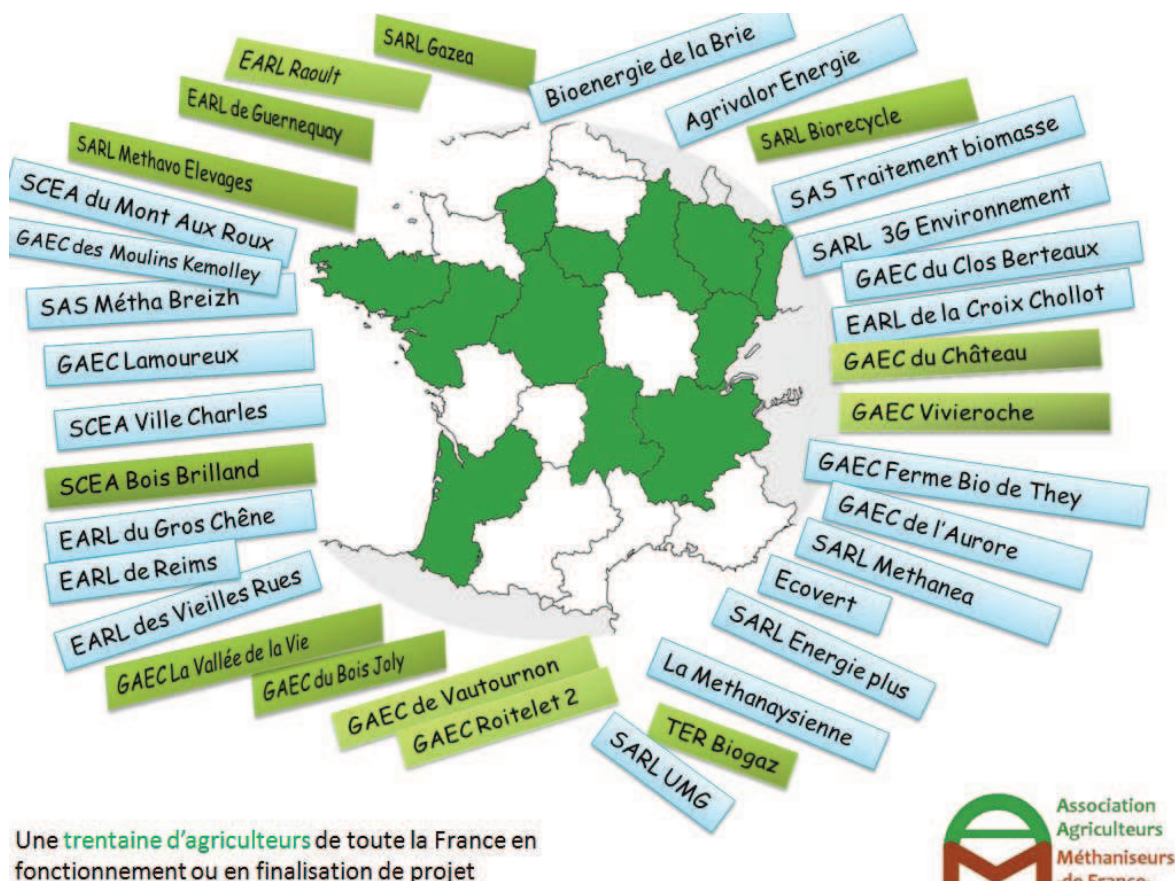 SARL Gazea
EARL Raoult
EARL de Guernequay
SARL Methavo Elevages
SCEA du Mont Aux Roux
GAEC des Moulins Kemolley
SAS Métha Breizh
GAEC Lamoureux
SCEA Ville Charles
SCEA Bois Brilland
EARL du Gros Chêne
EARL de Reims
EARL des Vieilles Rues
GAEC La Vallée de la Vie
GAEC du Bois Joly
GAEC de Vautournon
GAEC Roitelet 2
Bioenergie de la Brie
Agrivalor Energie
SARL Biorecycle
SAS Traitement biomasse
SARL 3G Environnement
GAEC du Clos Berteaux
EARL de la Croix Chollot
GAEC du Château
GAEC Vivieroche
GAEC Ferme Bio de They
GAEC de l'Aurore
SARL Methanea
Ecovert
SARL Energie plus
La Methanaysienne
TER Biogaz
SARL UMG
Une trentaine d'agriculteurs de toute la France en
fonctionnement ou en finalisation de projet
Association
Agriculteurs
Méthaniseurs
de France